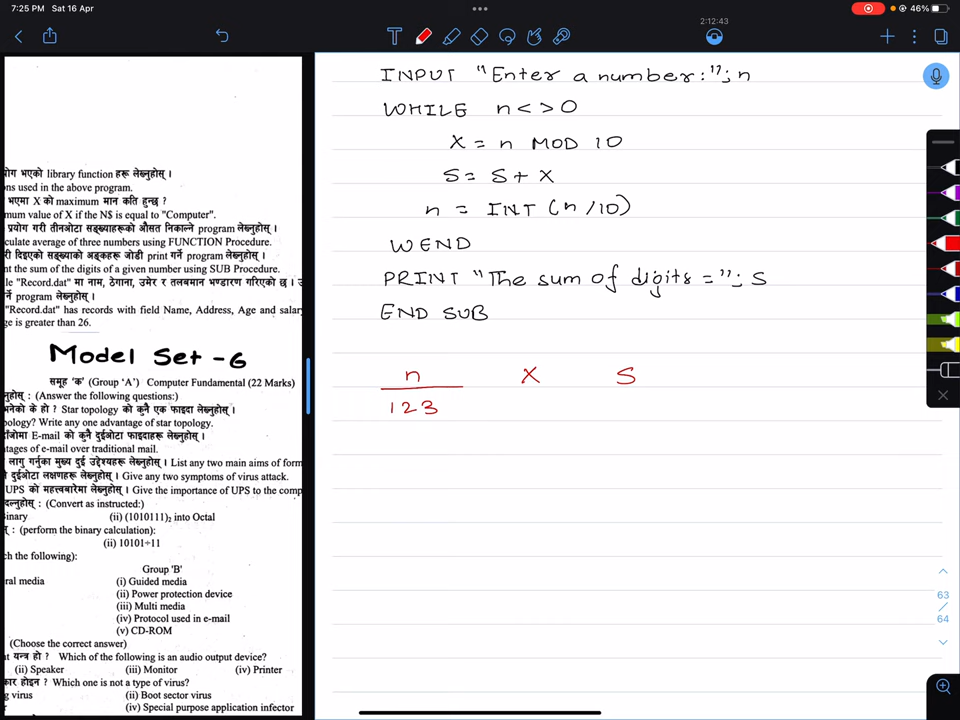 7:25 PM Sat 16 Apr
46%
2:12:43
योग भएको library function हरू लेख्नुहोस् ।
ns used in the above program.
भएमा X को maximum मान कति हुन्छ ?
mum value of X if the N$ is equal to "Computer".
प्रयोग गरी तीनओटा सङ्ख्याहरूको औसत निकाल्ने program लेख्नुहोस् ।
culate average of three numbers using FUNCTION Procedure.
री दिइएको सङ्ख्याको अङ्कहरू जोडी print गर्ने program लेख्नुहोस् ।
nt the sum of the digits of a given number using SUB Procedure.
le "Record.dat" मा नाम, ठेगाना, उमेर र तलबमान भण्डारण गरिएको छ ।
र्ने program लेख्नुहोस् ।
"Record.dat" has records with field Name, Address, Age and salar
ge is greater than 26.
Model Set -6
समूह 'क' (Group 'A') Computer Fundamental (22 Marks)
नुहोस् : (Answer the following questions:)
भनेको के हो ? Star topology को कुनै एक फाइदा लेख्नुहोस् ।
pology? Write any one advantage of star topology.
E-mail को कुनै दुईओटा फाइदाहरू लेख्नुहोस् ।
tages of e-mail over traditional mail.
लागु गर्नुका मुख्य दुई उद्देश्यहरू लेख्नुहोस् । List any two main aims of form
दुईओटा लक्षणहरू लेख्नुहोस् । Give any two symptoms of virus attack.
UPS को महत्त्वबारेमा लेख्नुहोस् । Give the importance of UPS to the comp
दल्नुहोस् : (Convert as instructed:)
inary (ii) (1010111)₂ into Octal
स् : (perform the binary calculation):
(ii) 10101÷11
ch the following):
Group 'B'
ral media (i) Guided media
(ii) Power protection device
(iii) Multi media
(iv) Protocol used in e-mail
(v) CD-ROM
(Choose the correct answer)
यन्त्र हो ? Which of the following is an audio output device?
(ii) Speaker (iii) Monitor (iv) Printer
कार होइन ? Which one is not a type of virus?
g virus (ii) Boot sector virus
(iv) Special purpose application infector
INPUT "Enter a number:"; n
WHILE n < > 0
X = n MOD 10
S = S + X
n = INT (n/10)
WEND
PRINT "The sum of digits ="; S
END SUB
n X S
123
63
/
64